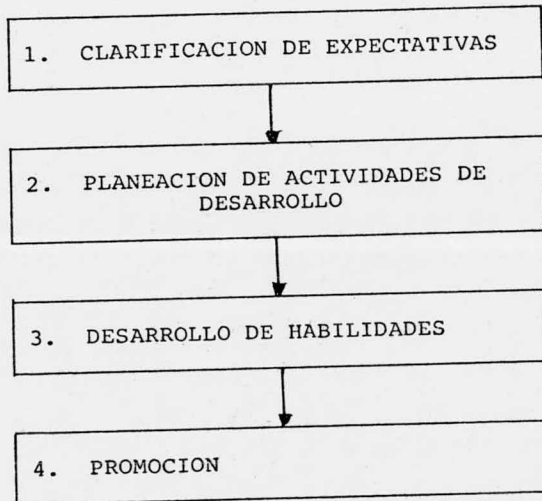 1. CLARIFICACION DE EXPECTATIVAS
2. PLANEACION DE ACTIVIDADES DE
DESARROLLO
3. DESARROLLO DE HABILIDADES
4. PROMOCION